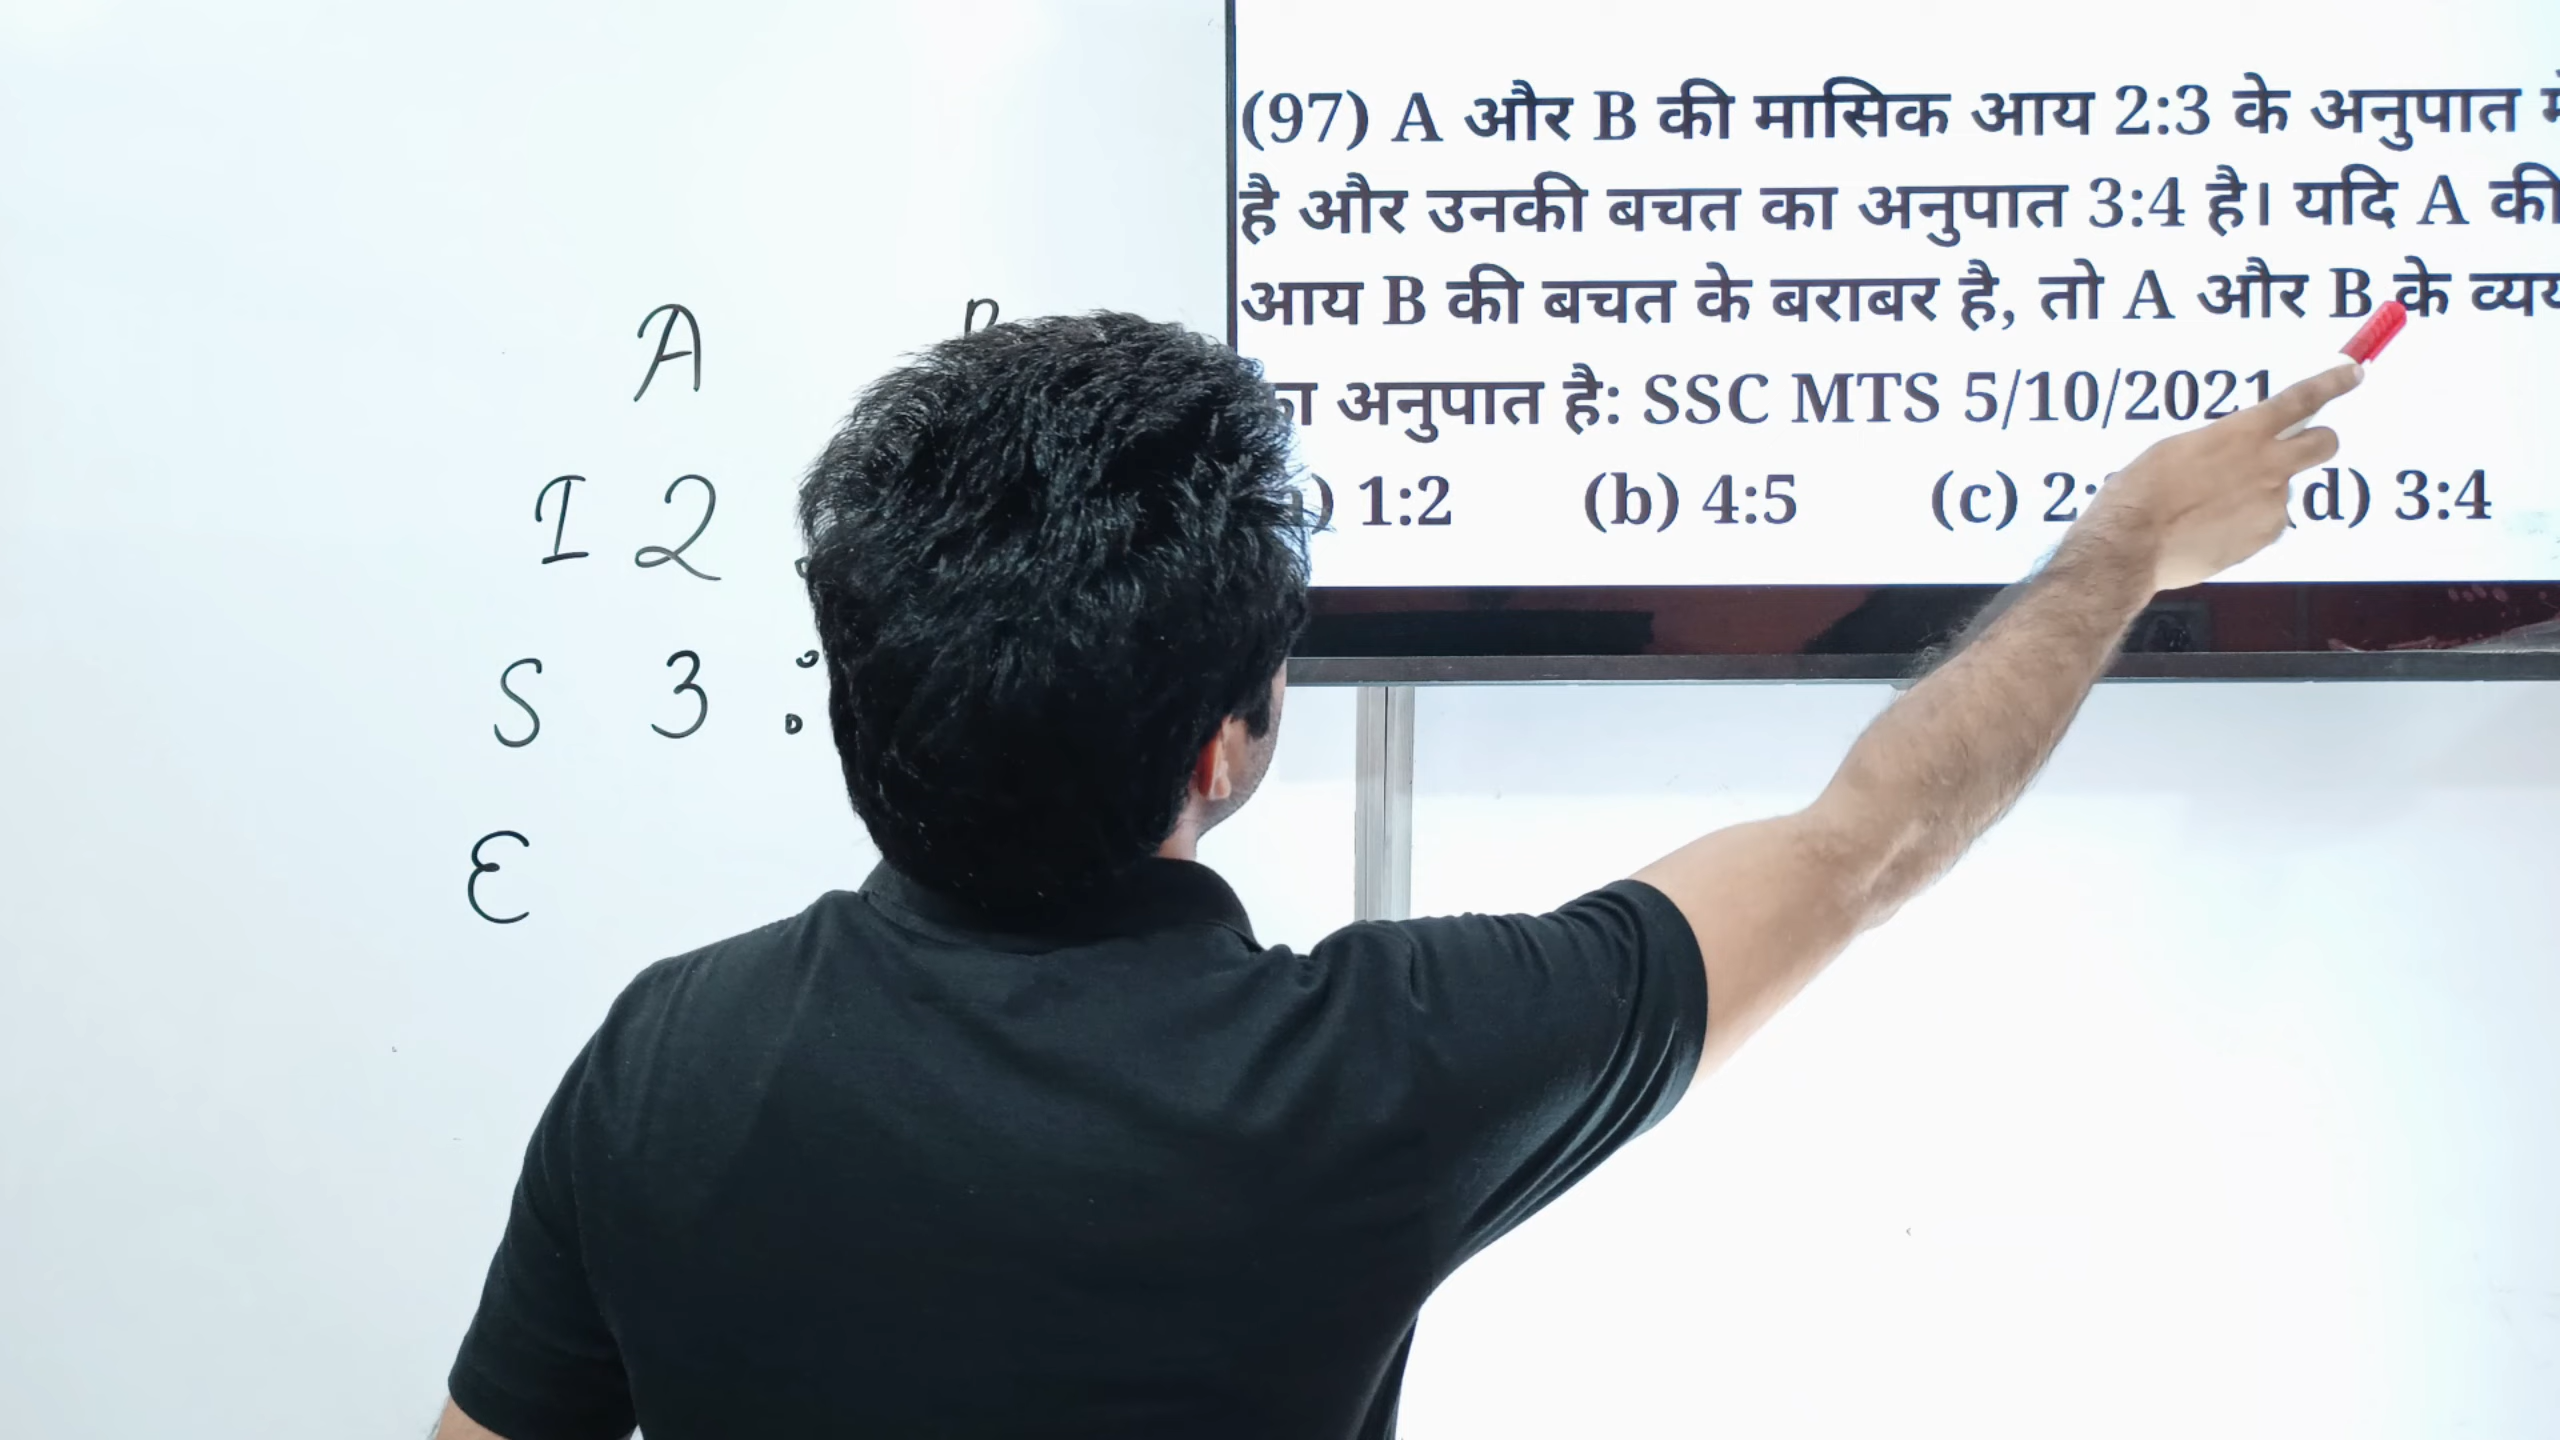 (97) A और B की मासिक आय 2:3 के अनुपात
है और उनकी बचत का अनुपात 3:4 है। यदि A की
आय B की बचत के बराबर है, तो A और B के व्यय
अनुपात है: SSC MTS 5/10/2021
1:2 (b) 4:5 (c) 2: (d) 3:4
A
I 2
S 3 :
E